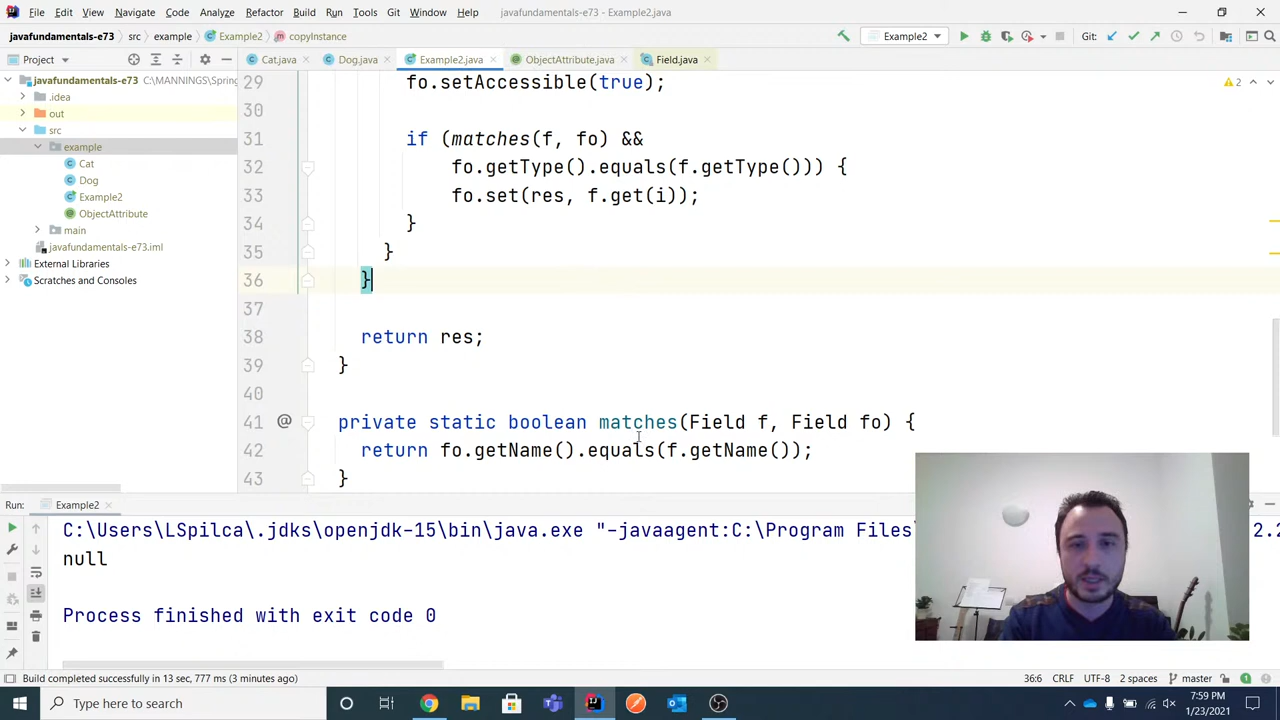 File Edit View Navigate Code Analyze Refactor Build Run Tools Git Window Help javafundamentals-e73 - Example2.java
javafundamentals-e73 src example Example2 copyInstance Example2 Git:
Project Cat.java Dog.java Example2.java ObjectAttribute.java Field.java
javafundamentals-e73 C:\MANNINGS\Spring
.idea
out
src
example
Cat
Dog
Example2
ObjectAttribute
main
javafundamentals-e73.iml
External Libraries
Scratches and Consoles
2
29 fo.setAccessible(true);
30
31 if (matches(f, fo) &&
32 fo.getType().equals(f.getType())) {
33 fo.set(res, f.get(i));
34 }
35 }
36 }
37
38 return res;
39 }
40
41 @ private static boolean matches(Field f, Field fo) {
42 return fo.getName().equals(f.getName());
43 }
Run: Example2
C:\Users\LSpilca\.jdks\openjdk-15\bin\java.exe "-javaagent:C:\Program Files 2.2
null
Process finished with exit code 0
Build completed successfully in 13 sec, 777 ms (3 minutes ago) 36:6 CRLF UTF-8 2 spaces master
Type here to search 7:59 PM
1/23/2021